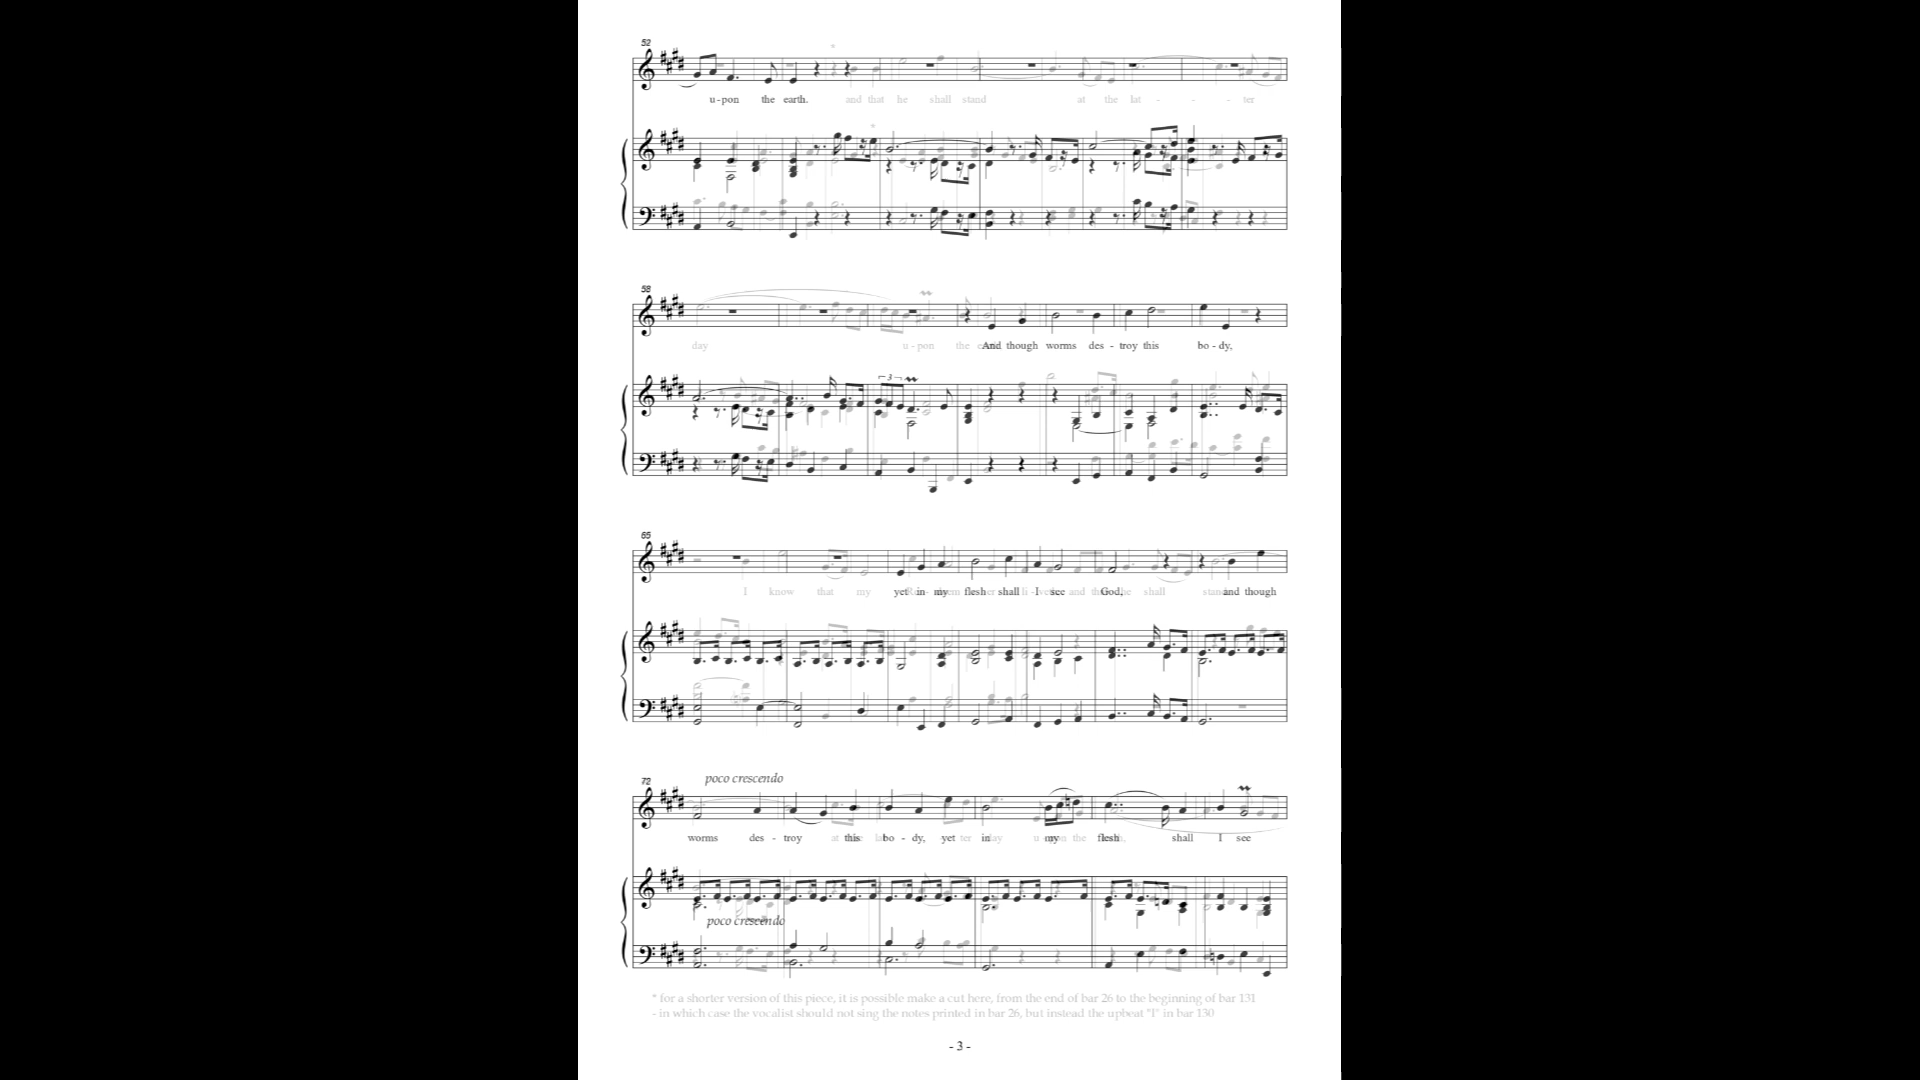 52
u - pon the earth. and that he shall stand at the lat - - - ter
58
day u - pon the And though worms des - troy this bo - dy,
3
65
I know that my yet in my flesh shall I see God, and though
72
poco crescendo
worms des - troy this bo - dy, yet in my flesh shall I see
poco crescendo
* for a shorter version of this piece, it is possible make a cut here, from the end of bar 26 to the beginning of bar 131
- in which case the vocalist should not sing the notes printed in bar 26, but instead the upbeat "I" in bar 130
- 3 -